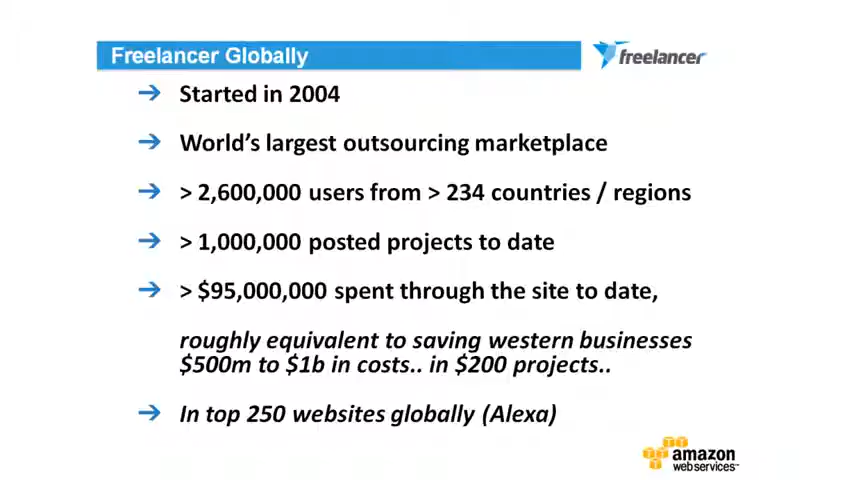 Freelancer Globally
freelancer
➔ Started in 2004
➔ World's largest outsourcing marketplace
➔ > 2,600,000 users from > 234 countries / regions
➔ > 1,000,000 posted projects to date
➔ > $95,000,000 spent through the site to date,
roughly equivalent to saving western businesses
$500m to $1b in costs.. in $200 projects..
➔ In top 250 websites globally (Alexa)
amazon
webservices™